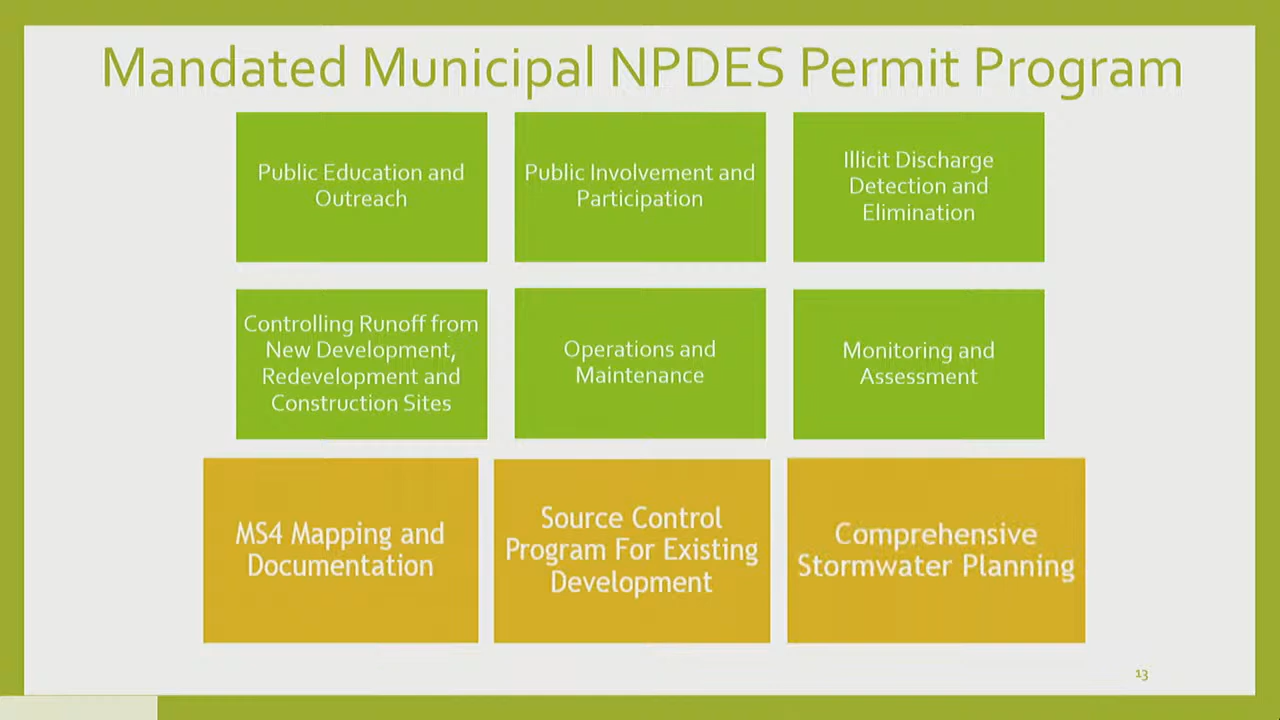 Mandated Municipal NPDES Permit Program
Public Education and
Outreach
Public Involvement and
Participation
Illicit Discharge
Detection and
Elimination
Controlling Runoff from
New Development,
Redevelopment and
Construction Sites
Operations and
Maintenance
Monitoring and
Assessment
MS4 Mapping and
Documentation
Source Control
Program For Existing
Development
Comprehensive
Stormwater Planning
13